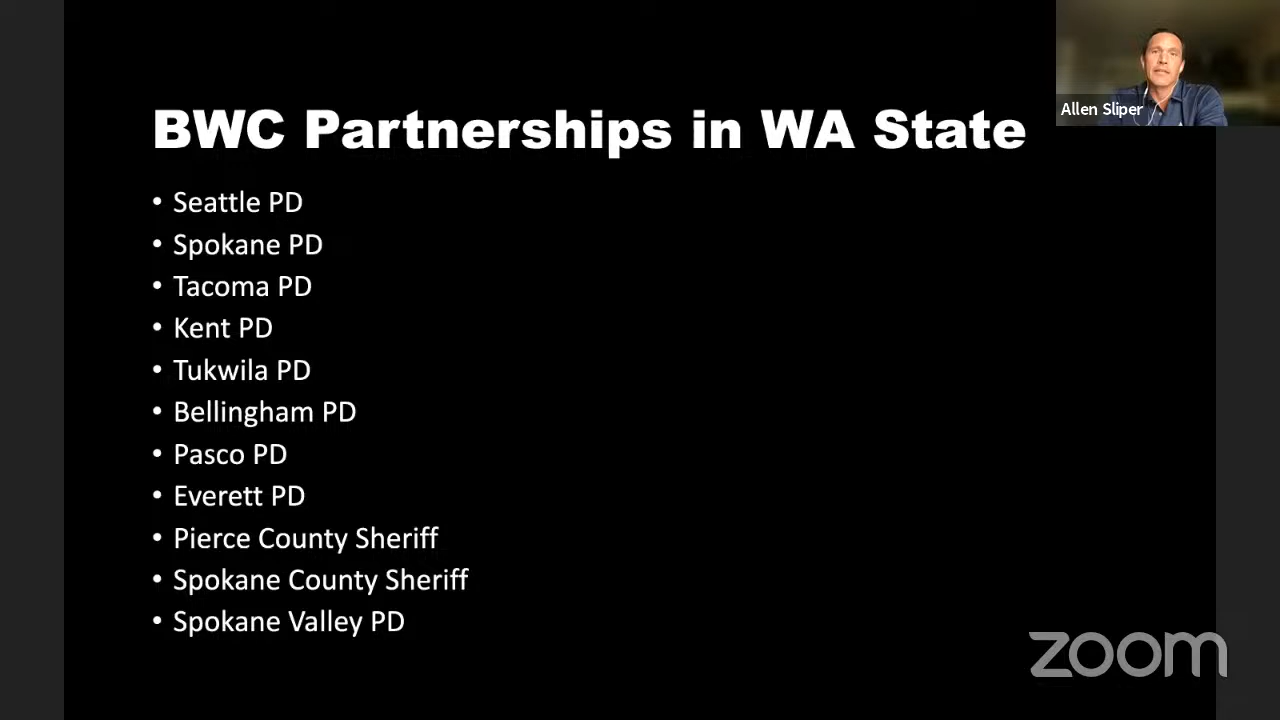 BWC Partnerships in WA State
• Seattle PD
• Spokane PD
• Tacoma PD
• Kent PD
• Tukwila PD
• Bellingham PD
• Pasco PD
• Everett PD
• Pierce County Sheriff
• Spokane County Sheriff
• Spokane Valley PD
Allen Sliper
zoom